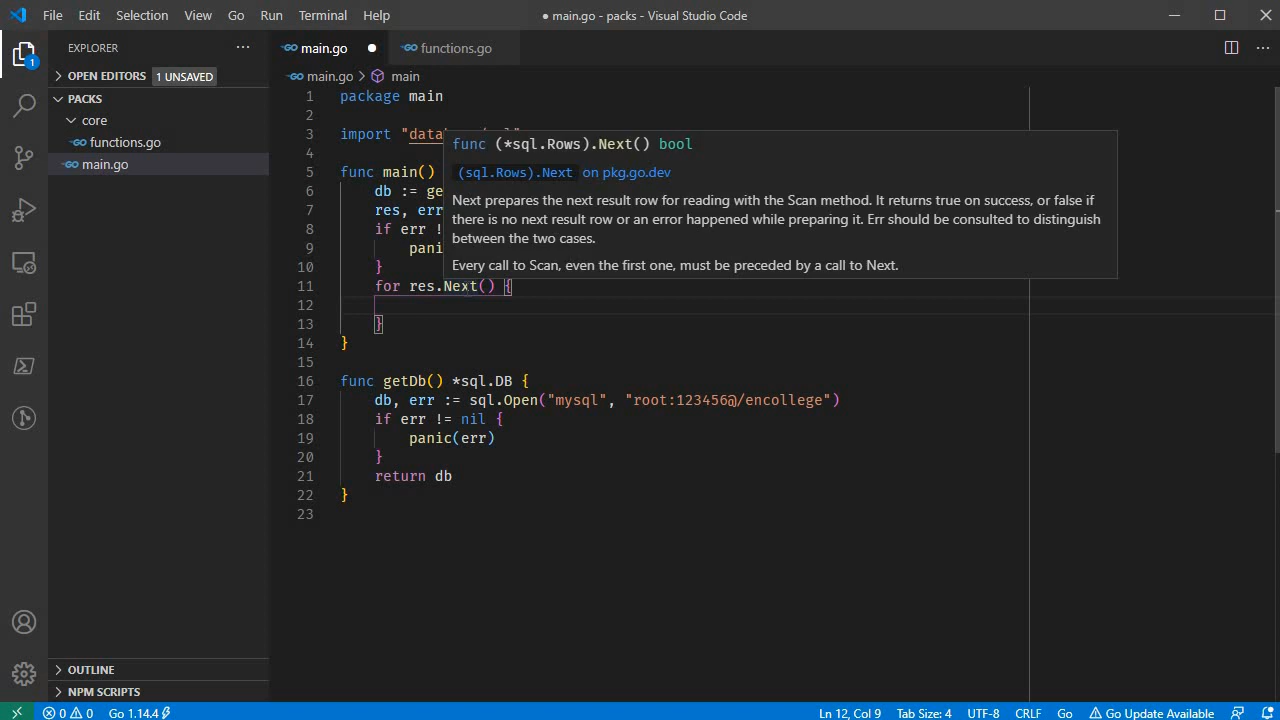 File Edit Selection View Go Run Terminal Help
● main.go - packs - Visual Studio Code
EXPLORER
OPEN EDITORS 1 UNSAVED
PACKS
core
functions.go
main.go
OUTLINE
NPM SCRIPTS
1
main.go functions.go
main.go > main
1 package main
2
3 import "
4
5 func main()
6 db :=
7 res, err
8 if err
9
10 }
11 for res.Next() {
12
13 }
14 }
15
16 func getDb() *sql.DB {
17 db, err := sql.Open("mysql", "root:123456@/encollege")
18 if err != nil {
19 panic(err)
20 }
21 return db
22 }
23
func (*sql.Rows).Next() bool
(sql.Rows).Next on pkg.go.dev
Next prepares the next result row for reading with the Scan method. It returns true on success, or false if
there is no next result row or an error happened while preparing it. Err should be consulted to distinguish
between the two cases.
Every call to Scan, even the first one, must be preceded by a call to Next.
0 0 Go 1.14.4
Ln 12, Col 9 Tab Size: 4 UTF-8 CRLF Go Go Update Available